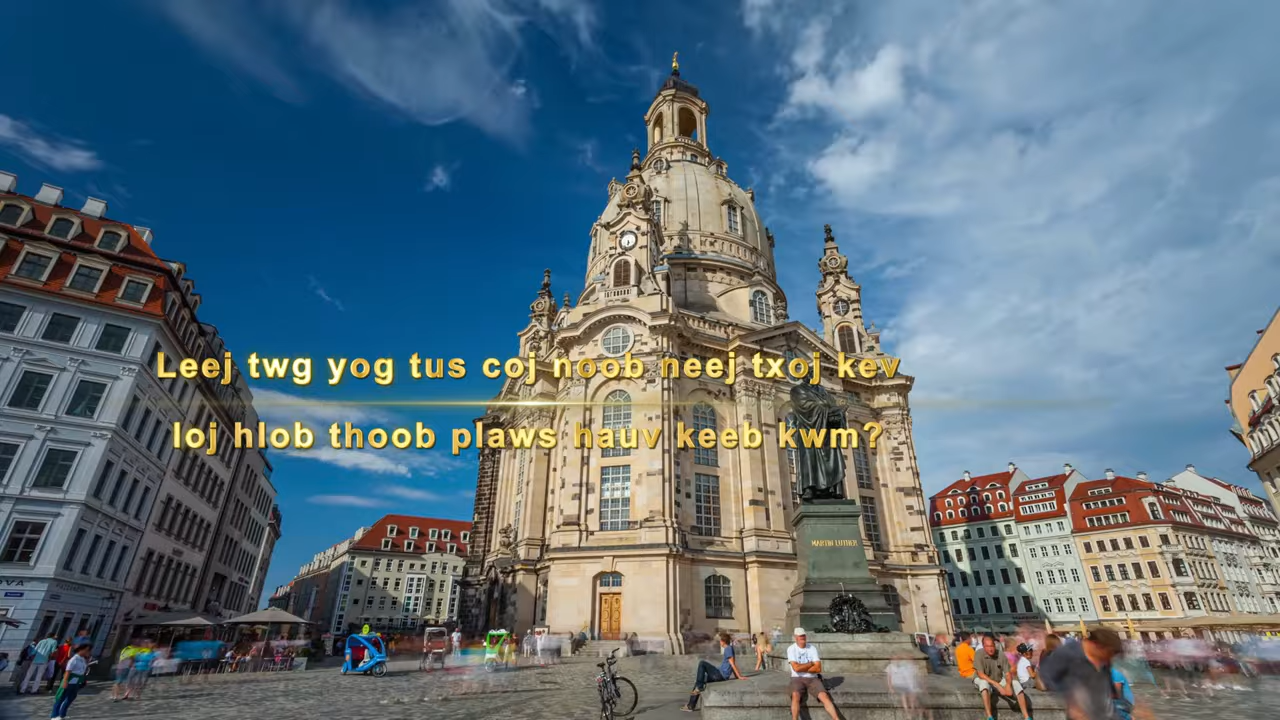 Leej twg yog tus coj noob neej txoj kev
loj hlob thoob plaws hauv keeb kwm?
MARTIN LUTHER